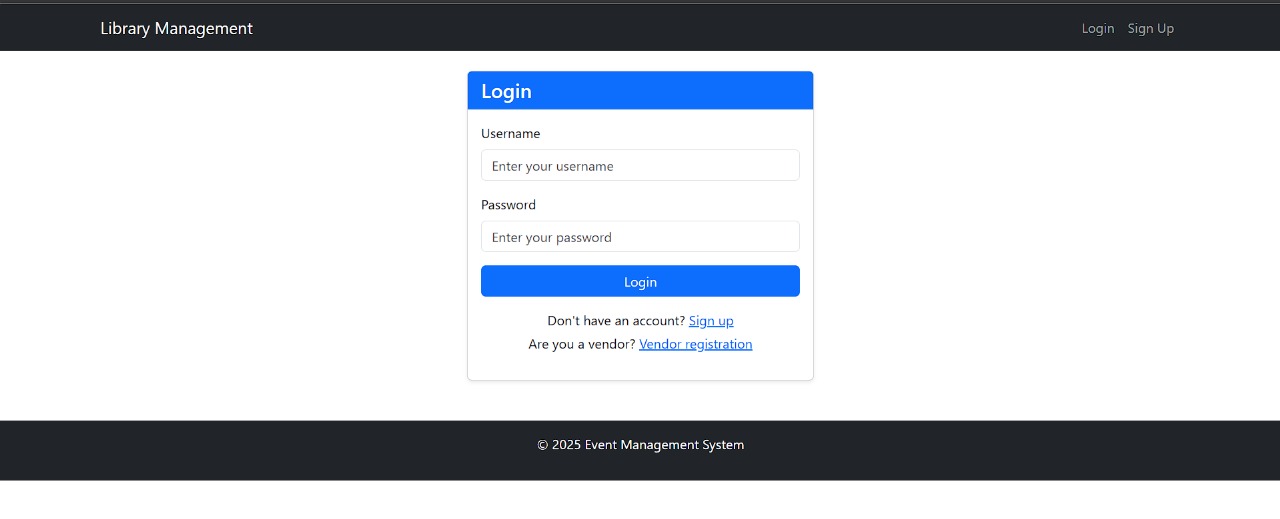 Library Management
Login Sign Up
Login
Username
Enter your username
Password
Enter your password
Login
Don't have an account? Sign up
Are you a vendor? Vendor registration
© 2025 Event Management System